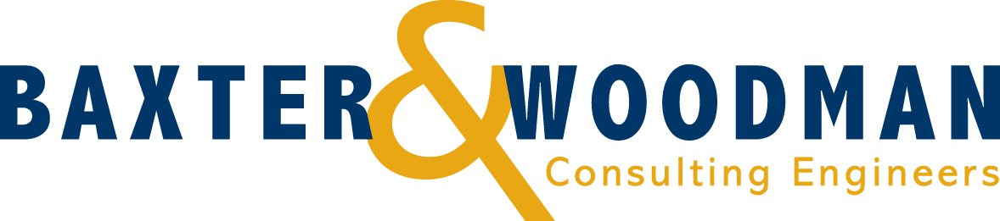 BAXTER & WOODMAN
Consulting Engineers